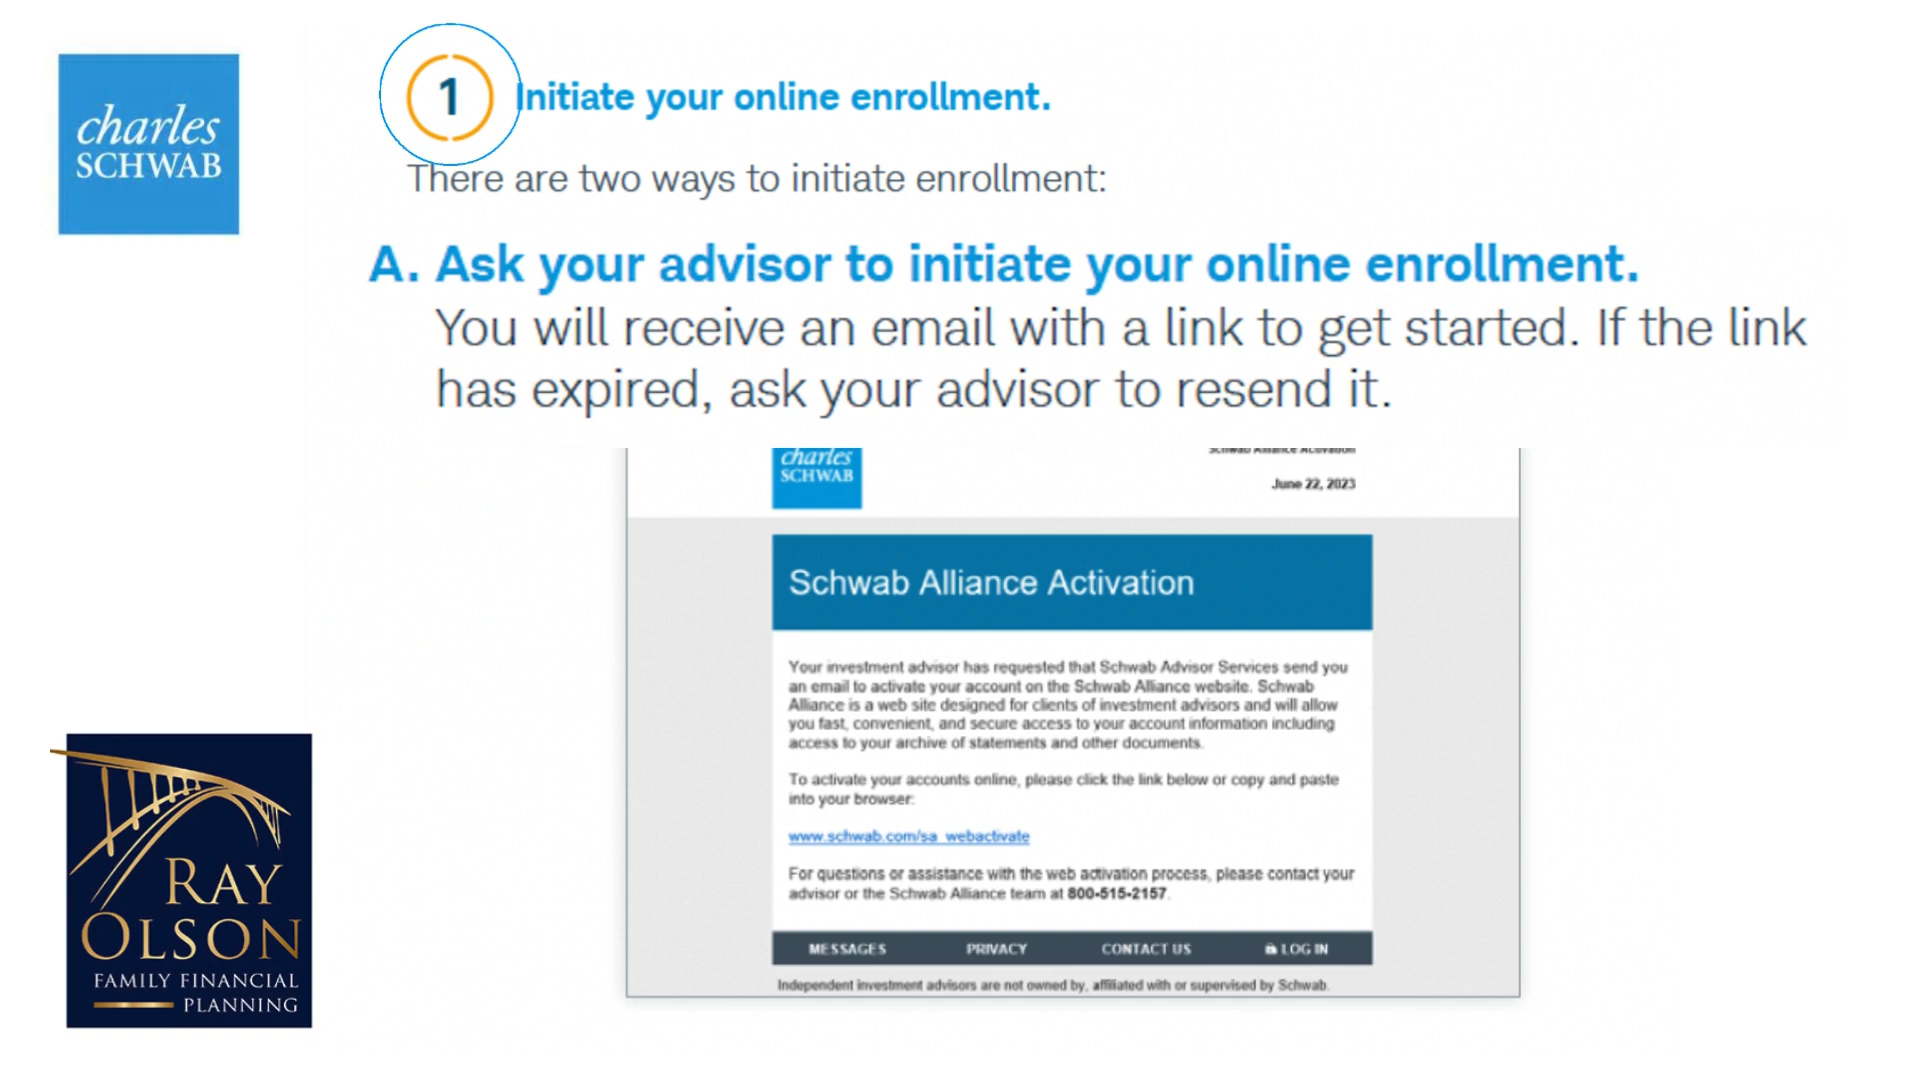 charles
SCHWAB
1
Initiate your online enrollment.
There are two ways to initiate enrollment:
A. Ask your advisor to initiate your online enrollment.
You will receive an email with a link to get started. If the link
has expired, ask your advisor to resend it.
charles
SCHWAB
Schwab Alliance Activation
June 22, 2023
Schwab Alliance Activation
Your investment advisor has requested that Schwab Advisor Services send you
an email to activate your account on the Schwab Alliance website. Schwab
Alliance is a web site designed for clients of investment advisors and will allow
you fast, convenient, and secure access to your account information including
access to your archive of statements and other documents.
To activate your accounts online, please click the link below or copy and paste
into your browser:
www.schwab.com/sa_webactivate
For questions or assistance with the web activation process, please contact your
advisor or the Schwab Alliance team at 800-515-2157.
MESSAGES PRIVACY CONTACT US LOG IN
Independent investment advisors are not owned by, affiliated with or supervised by Schwab.
RAY
OLSON
FAMILY FINANCIAL
PLANNING